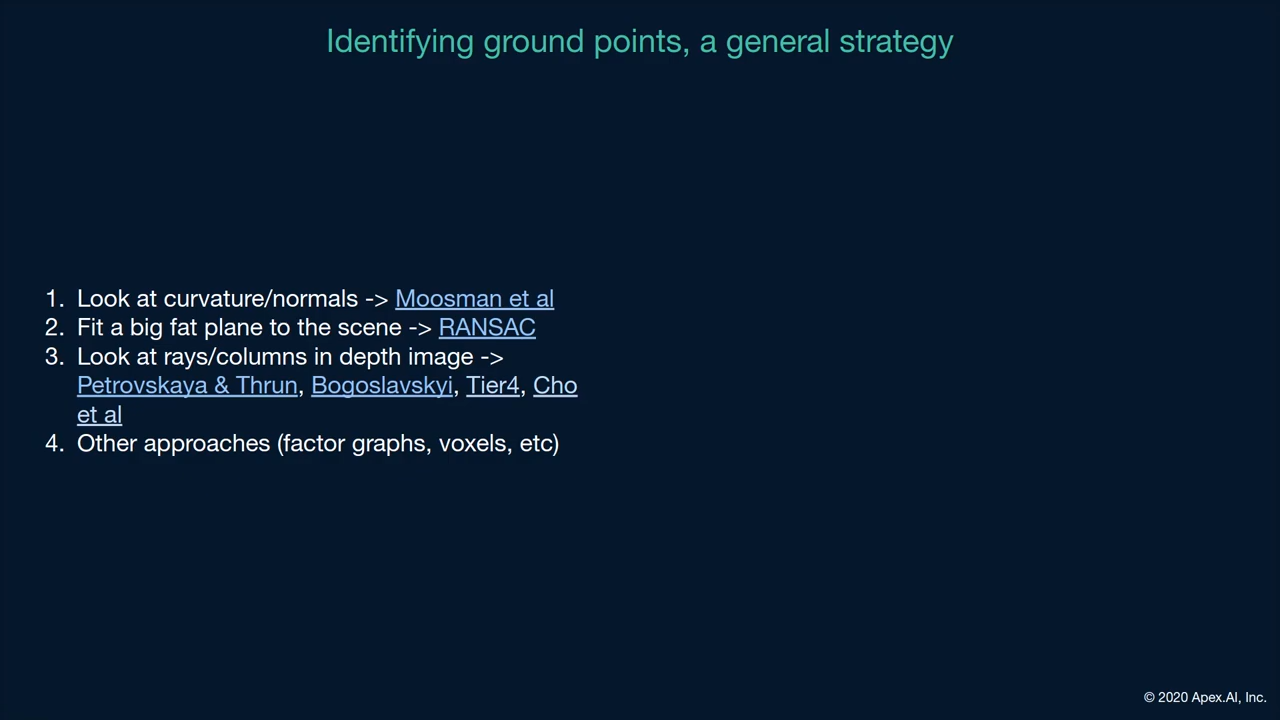 Identifying ground points, a general strategy
1. Look at curvature/normals -> Moosman et al
2. Fit a big fat plane to the scene -> RANSAC
3. Look at rays/columns in depth image ->
Petrovskaya & Thrun, Bogoslavskyi, Tier4, Cho
et al
4. Other approaches (factor graphs, voxels, etc)
© 2020 Apex.AI, Inc.